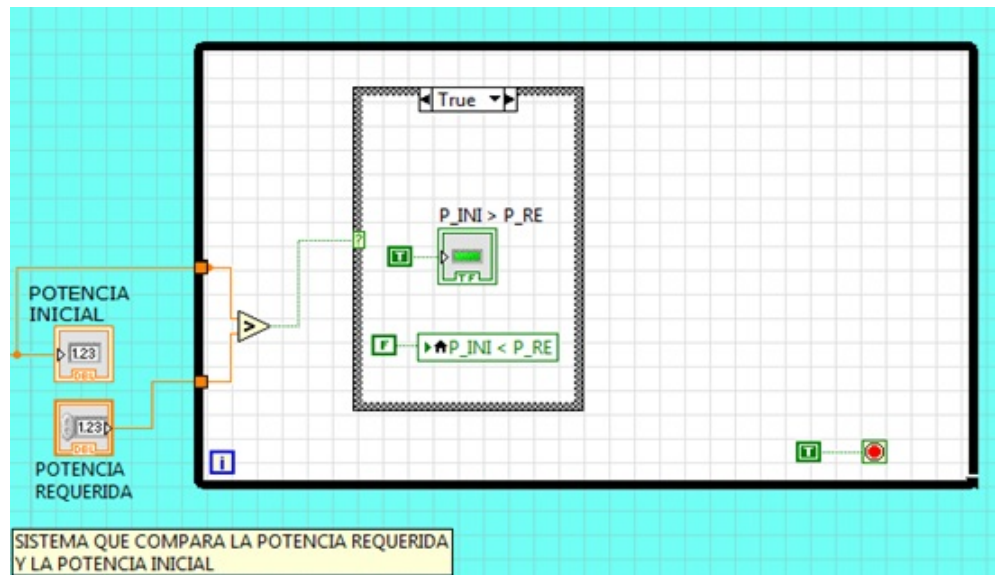 True
P_INI > P_RE
T
TF
POTENCIA
INICIAL
>
?
1.23
DBL
F
P_INI < P_RE
1.23
DBL
POTENCIA
REQUERIDA
i
T
SISTEMA QUE COMPARA LA POTENCIA REQUERIDA
Y LA POTENCIA INICIAL